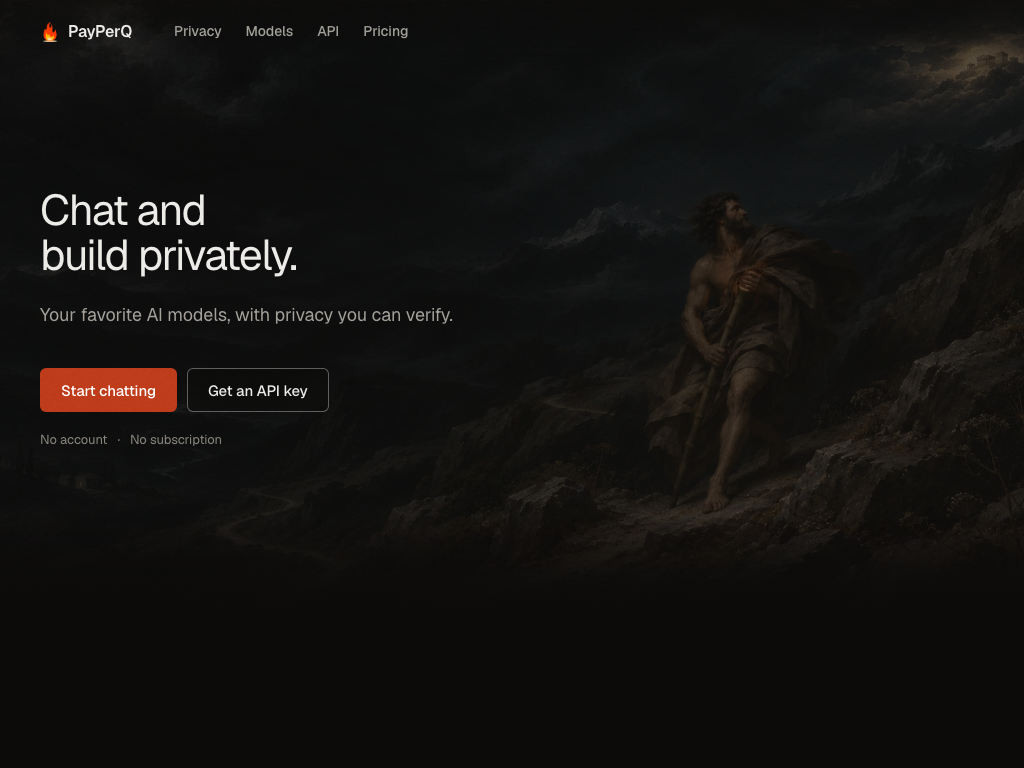 PayPerQ
Privacy Models API Pricing
Chat and
build privately.
Your favorite AI models, with privacy you can verify.
Start chatting Get an API key
No account · No subscription